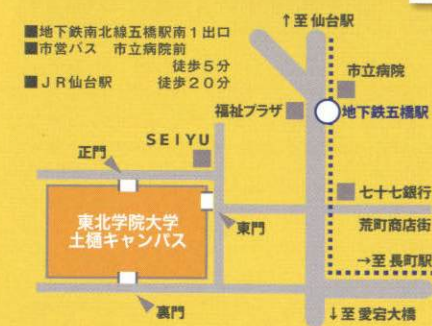 ■地下鉄南北線五橋駅南1出口
■市営バス 市立病院前
徒歩5分
■JR仙台駅 徒歩20分
↑至 仙台駅
市立病院
福祉プラザ
地下鉄五橋駅
SEIYU
正門
七十七銀行
東北学院大学
土樋キャンパス
東門
荒町商店街
→至 長町駅
裏門
↓至 愛宕大橋